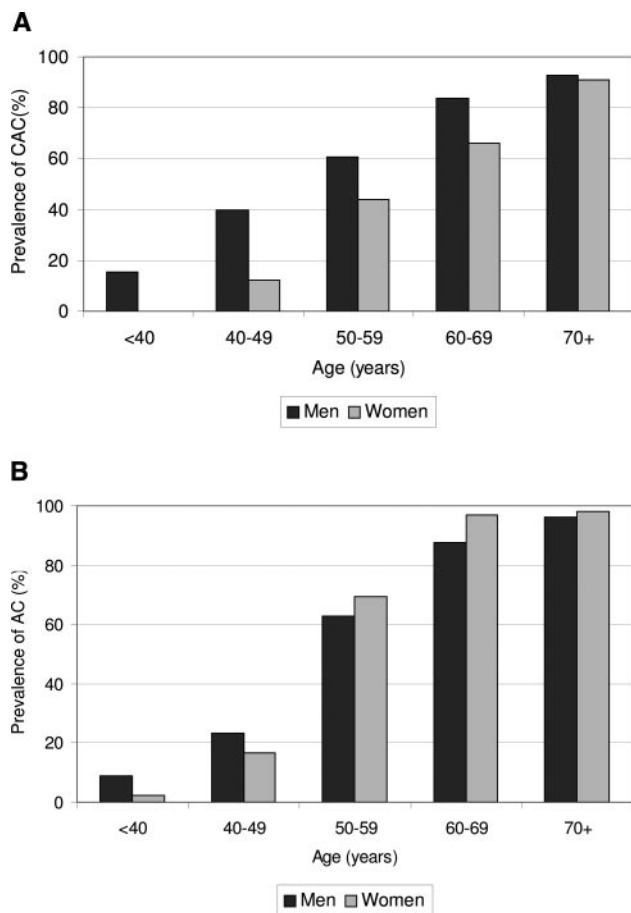 A
Prevalence of CAC(%)
100
80
60
40
20
0
<40 40-49 50-59 60-69 70+
Age (years)
Men Women
B
Prevalence of AC (%)
100
80
60
40
20
0
<40 40-49 50-59 60-69 70+
Age (years)
Men Women